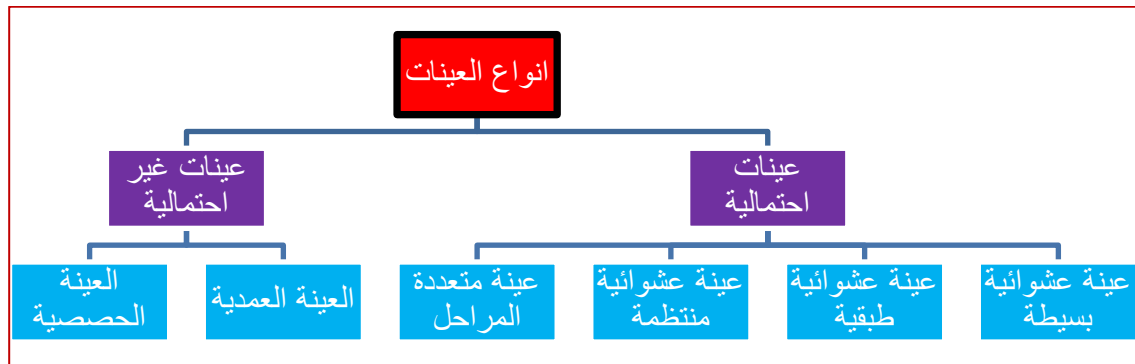 انواع العينات
عينات
احتمالية
عينات غير
احتمالية
عينة عشوائية
بسيطة
عينة عشوائية
طبقية
عينة عشوائية
منتظمة
عينة متعددة
المراحل
العينة العمدية
العينة
الحصصية